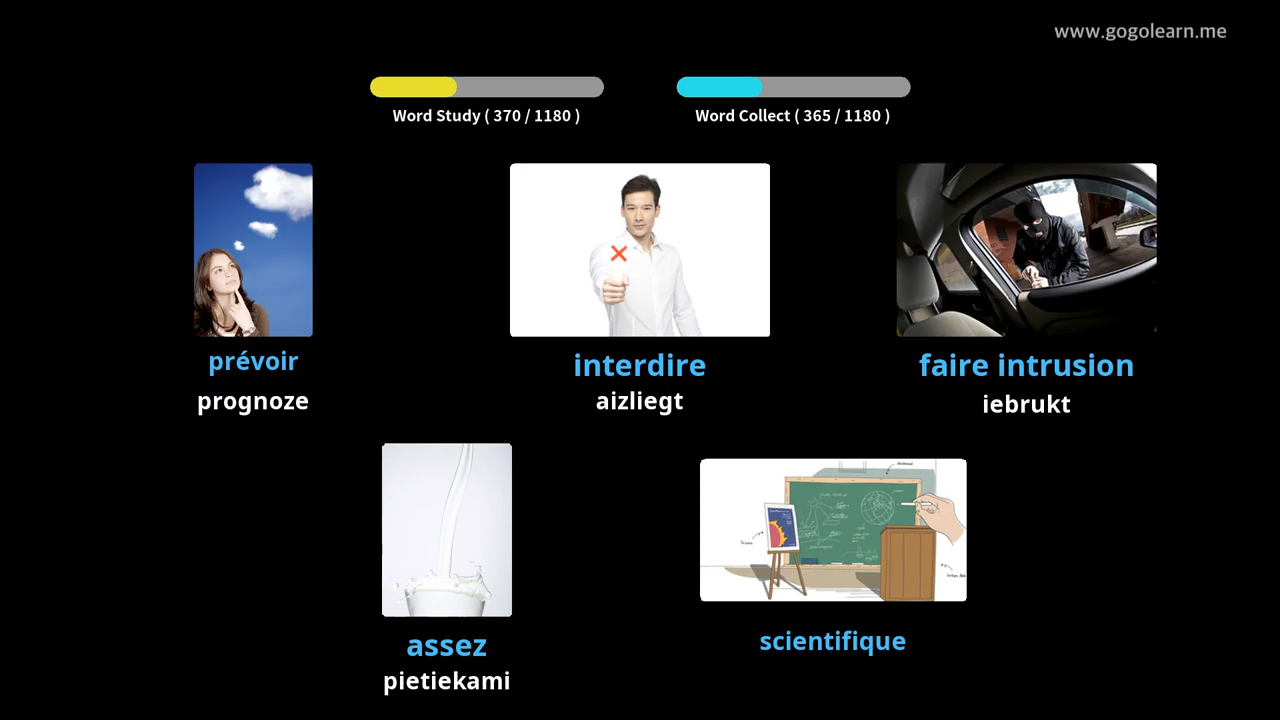 www.gogolearn.me
Word Study ( 370 / 1180 )
Word Collect ( 365 / 1180 )
prévoir
prognoze
interdire
aizliegt
faire intrusion
iebrukt
assez
pietiekami
scientifique